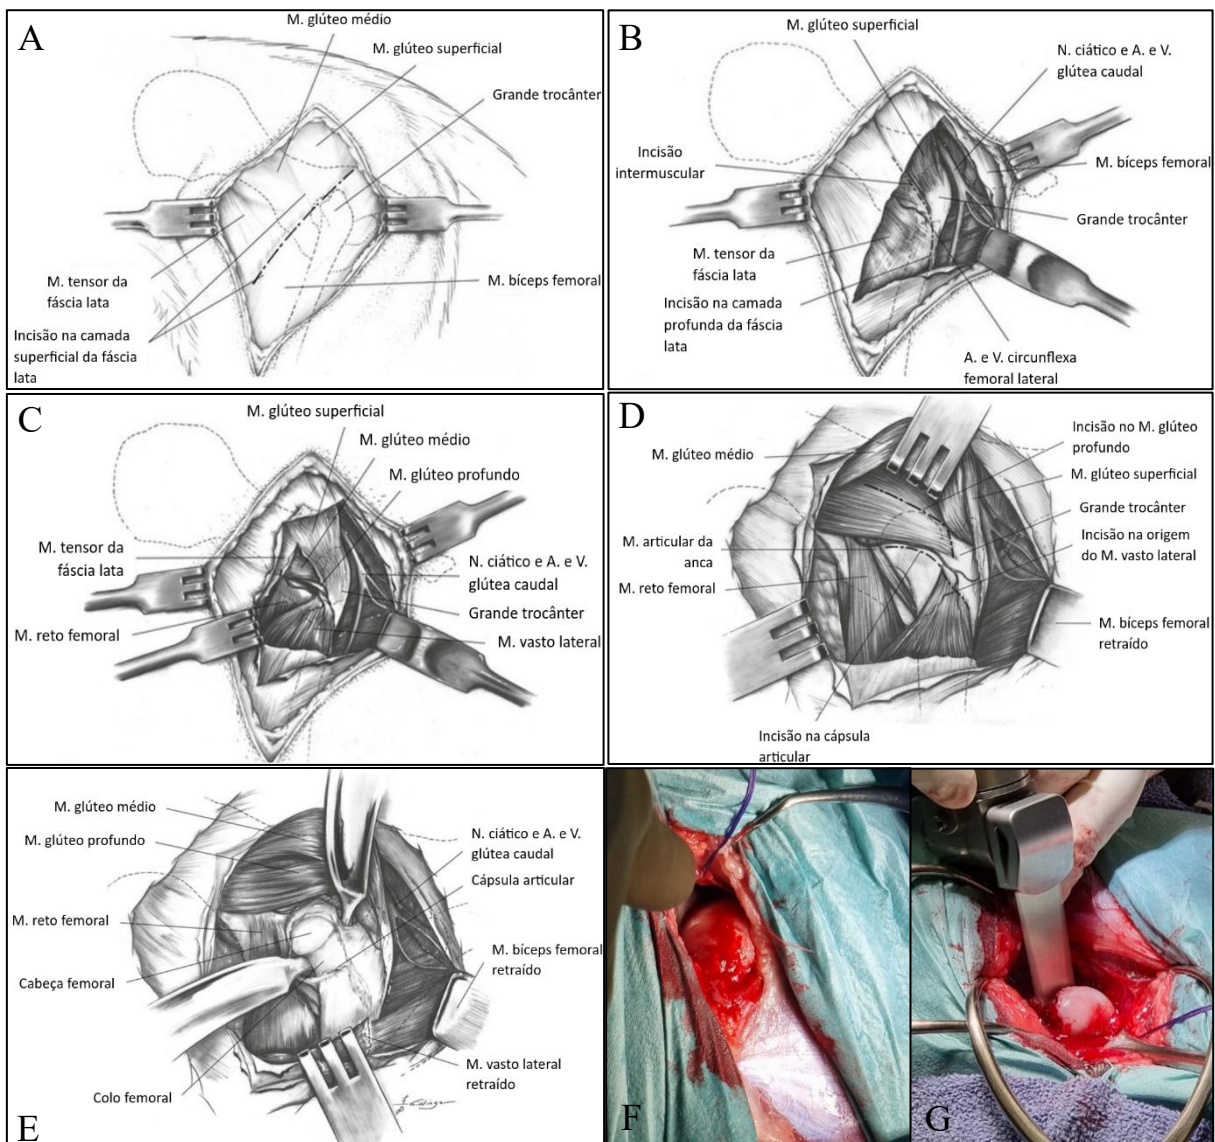 A
M. glúteo médio
M. glúteo superficial
Grande trocânter
M. tensor da
fáscia lata
M. bíceps femoral
Incisão na camada
superficial da fáscia
lata
B
M. glúteo superficial
N. ciático e A. e V.
glútea caudal
Incisão
intermuscular
M. bíceps femoral
Grande trocânter
M. tensor da
fáscia lata
Incisão na camada
profunda da fáscia
lata
A. e V. circunflexa
femoral lateral
C
M. glúteo superficial
M. glúteo médio
M. glúteo profundo
M. tensor da
fáscia lata
N. ciático e A. e V.
glútea caudal
Grande trocânter
M. reto femoral
M. vasto lateral
D
Incisão no M. glúteo
profundo
M. glúteo médio
M. glúteo superficial
Grande trocânter
M. articular da
anca
Incisão na origem
do M. vasto lateral
M. reto femoral
M. bíceps femoral
retraído
Incisão na cápsula
articular
E
M. glúteo médio
M. glúteo profundo
N. ciático e A. e V.
glútea caudal
Cápsula articular
M. reto femoral
M. bíceps femoral
retraído
Cabeça femoral
M. vasto lateral
retraído
Colo femoral
F
G